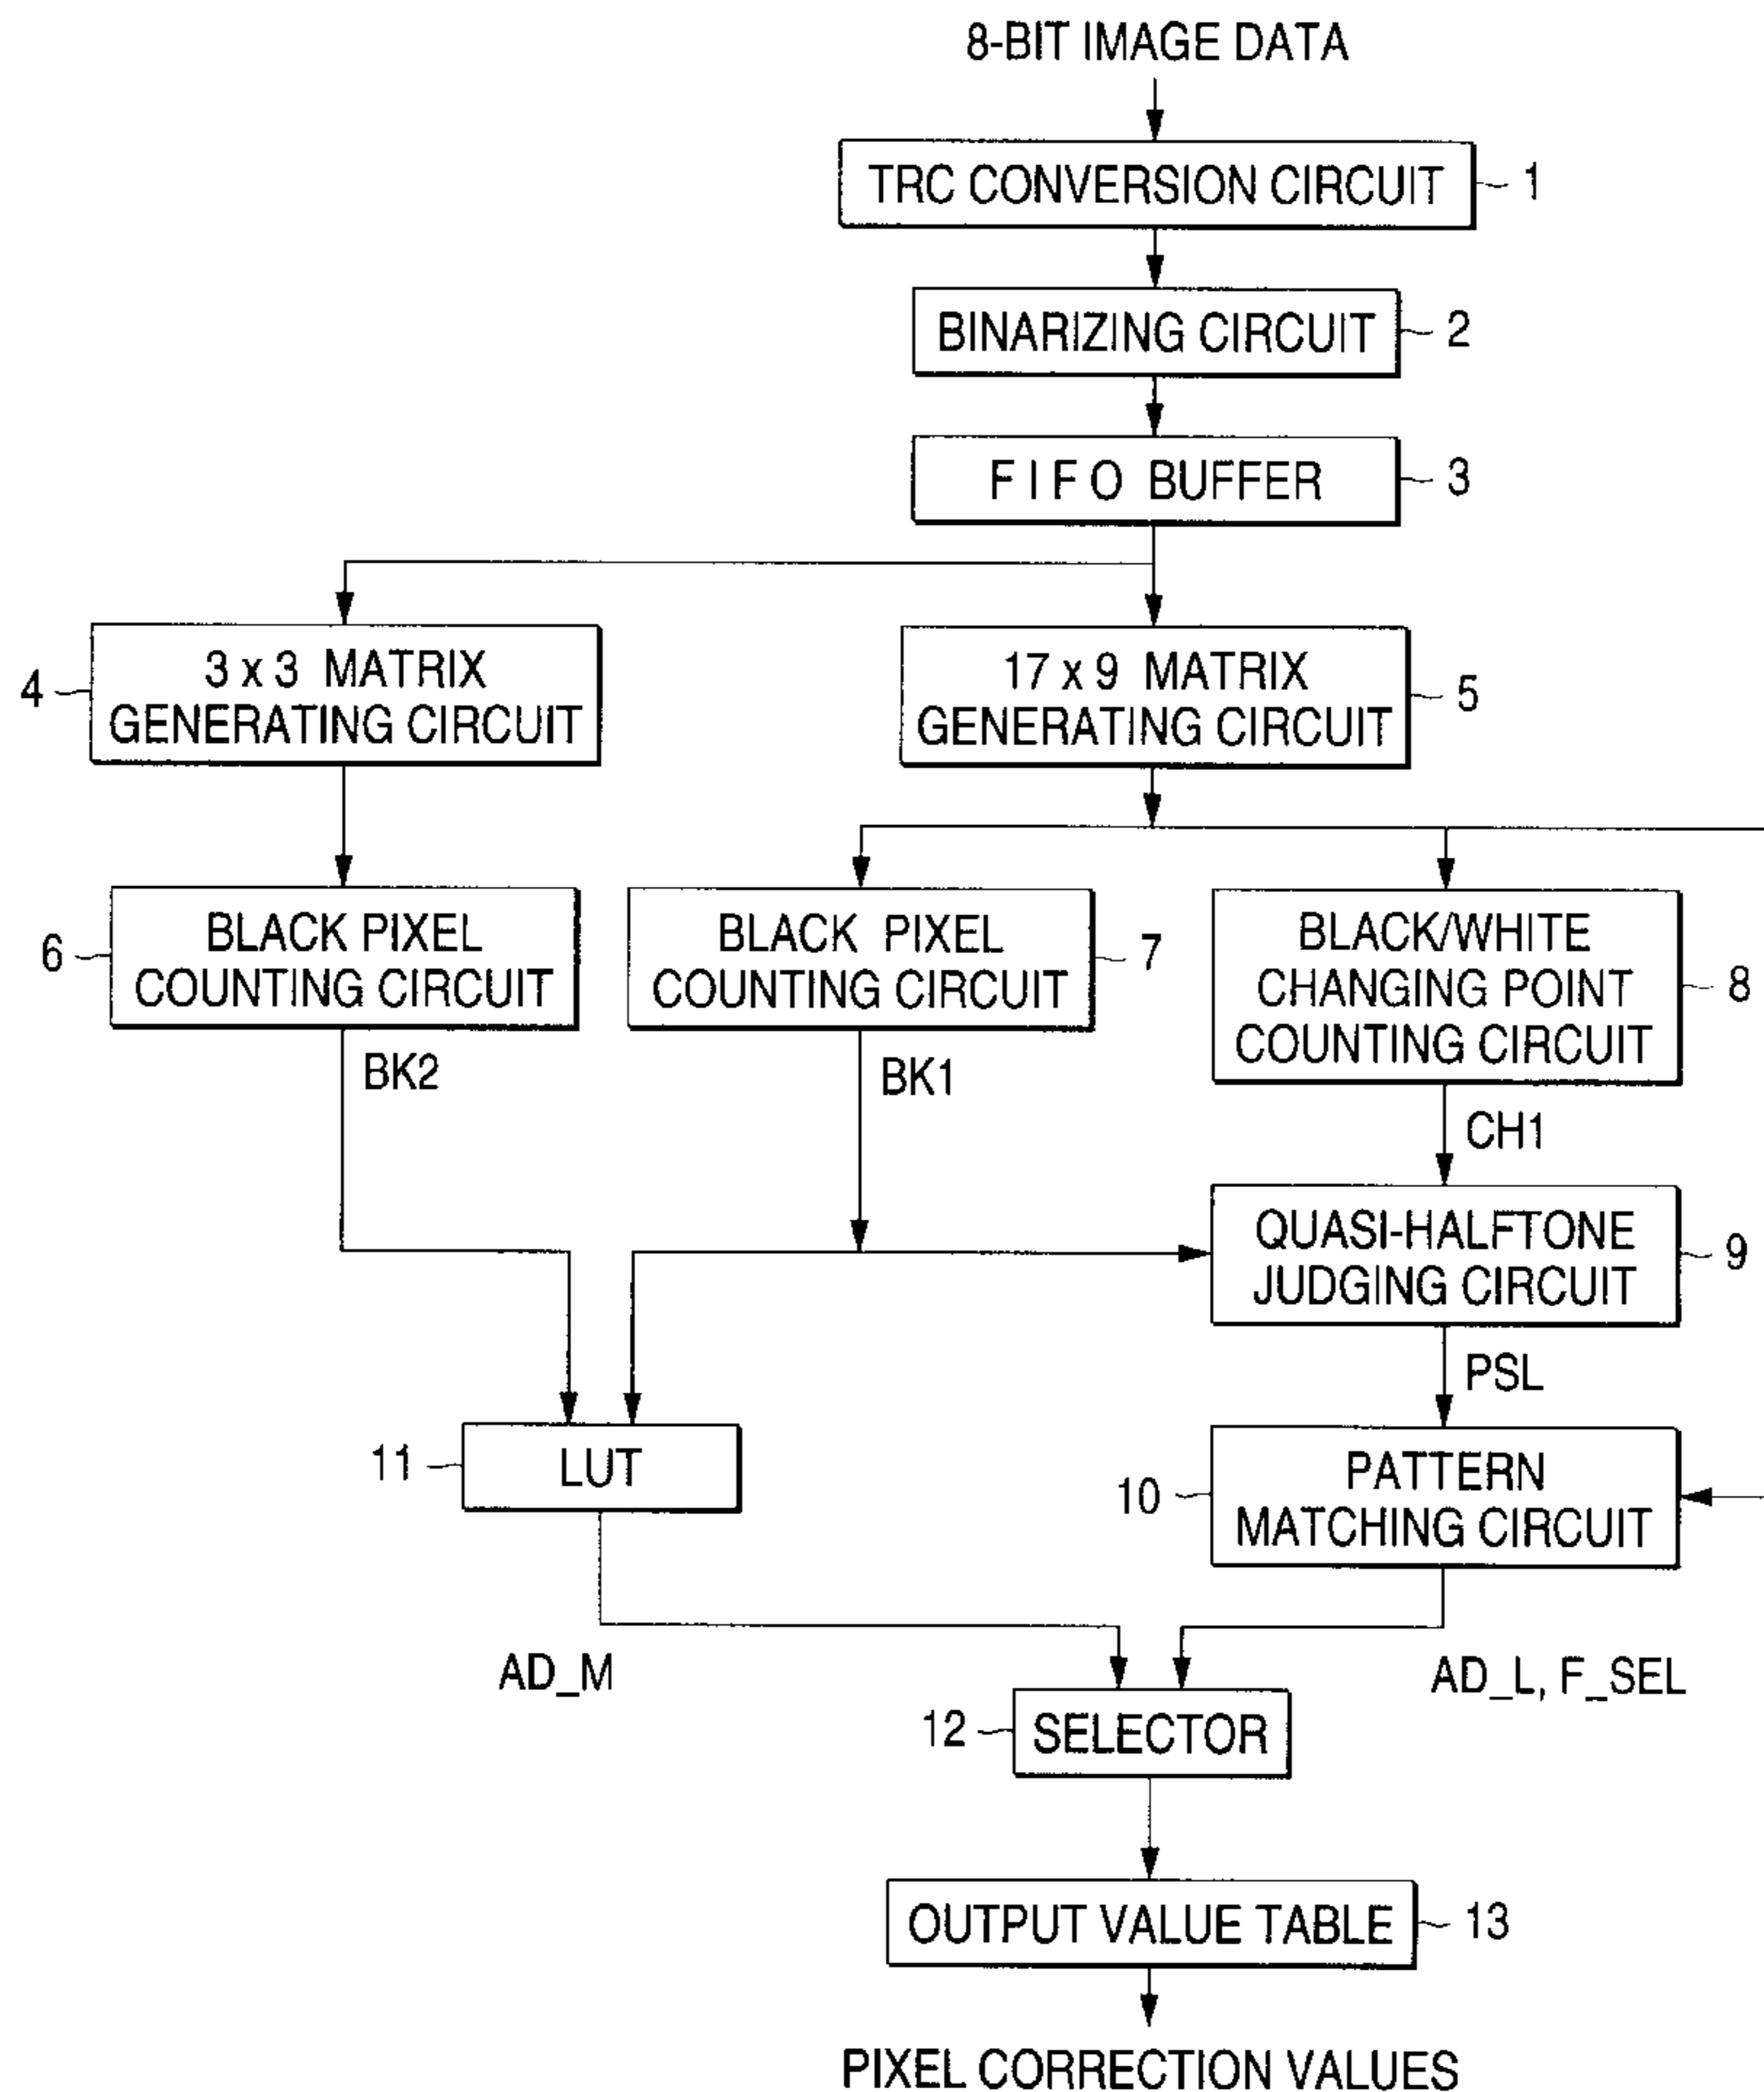 8-BIT IMAGE DATA
TRC CONVERSION CIRCUIT
1
BINARIZING CIRCUIT
2
FIFO BUFFER
3
4
3 x 3 MATRIX
GENERATING CIRCUIT
17 x 9 MATRIX
GENERATING CIRCUIT
5
6
BLACK PIXEL
COUNTING CIRCUIT
BLACK PIXEL
COUNTING CIRCUIT
7
BLACK/WHITE
CHANGING POINT
COUNTING CIRCUIT
8
BK2
BK1
CH1
QUASI-HALFTONE
JUDGING CIRCUIT
9
PSL
11
LUT
10
PATTERN
MATCHING CIRCUIT
AD_M
AD_L, F_SEL
12
SELECTOR
OUTPUT VALUE TABLE
13
PIXEL CORRECTION VALUES